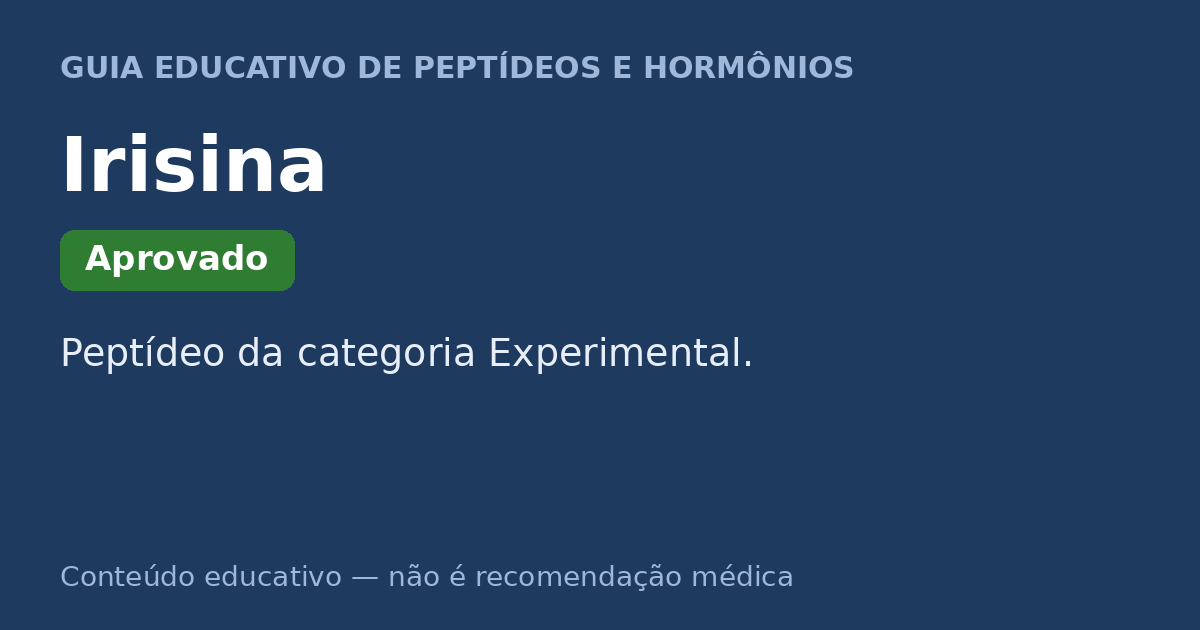 GUIA EDUCATIVO DE PEPTÍDEOS E HORMÔNIOS
Irisina
Aprovado
Peptídeo da categoria Experimental.
Conteúdo educativo — não é recomendação médica